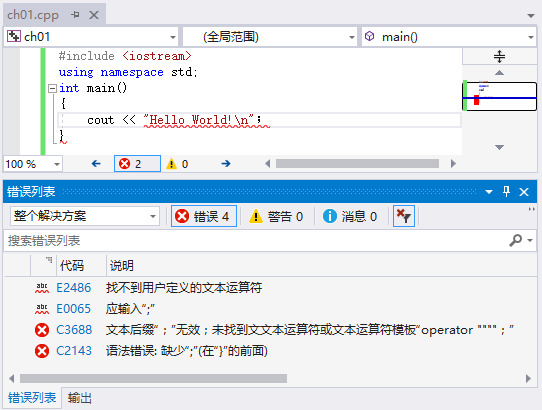 ch01.cpp
ch01 (全局范围) main()
#include <iostream>
using namespace std;
int main()
{
cout << "Hello World!\n"；
}
100 % 2 0
错误列表
整个解决方案 错误 4 警告 0 消息 0
搜索错误列表
代码 说明
abc E2486 找不到用户定义的文本运算符
abc E0065 应输入“;”
C3688 文本后缀“；”无效；未找到文文本运算符或文本运算符模板“operator """"；”
C2143 语法错误: 缺少“;”(在“}”的前面)
错误列表 输出